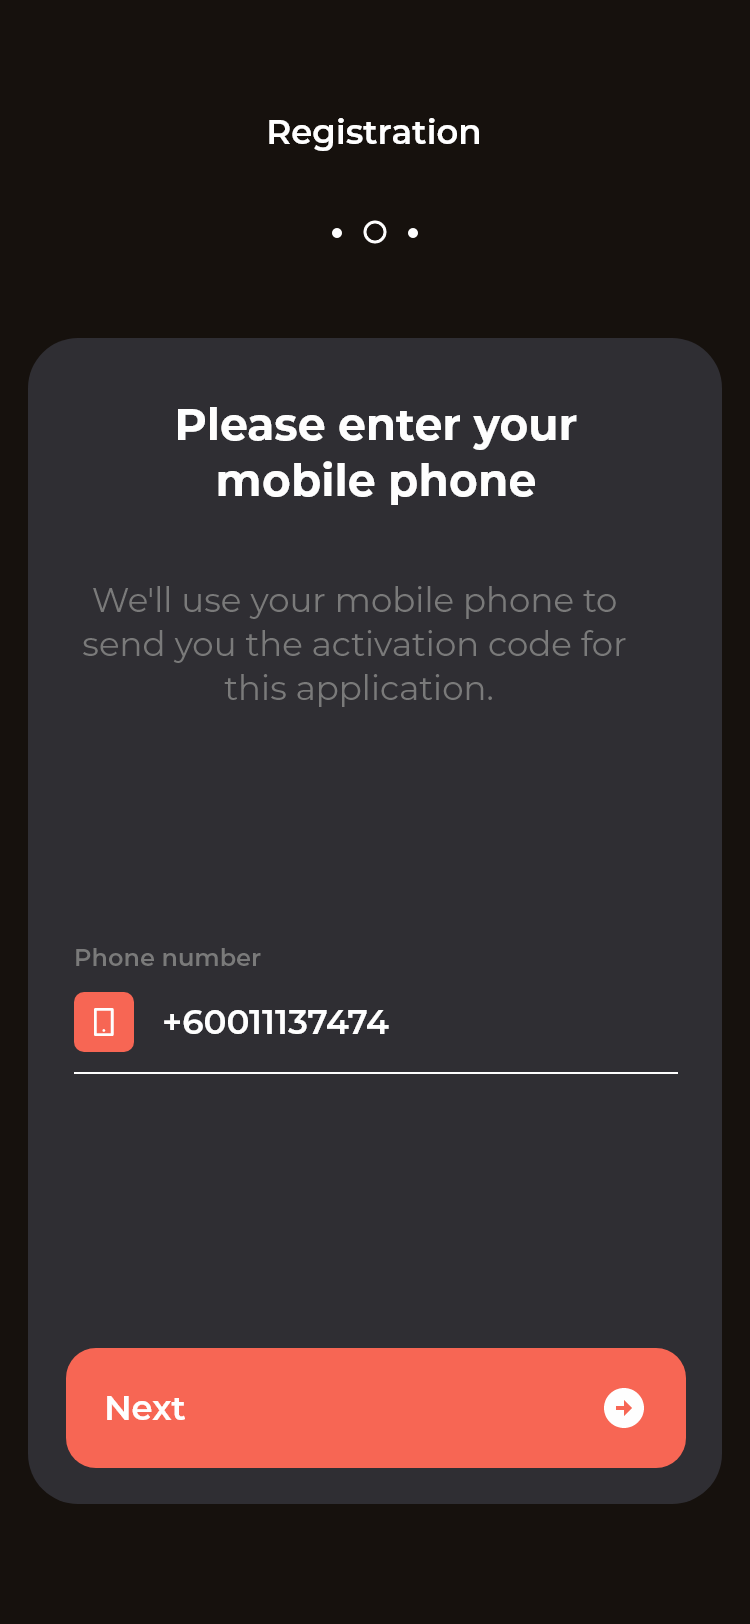 Registration
Please enter your
mobile phone
We'll use your mobile phone to
send you the activation code for
this application.
Phone number
+60011137474
Next